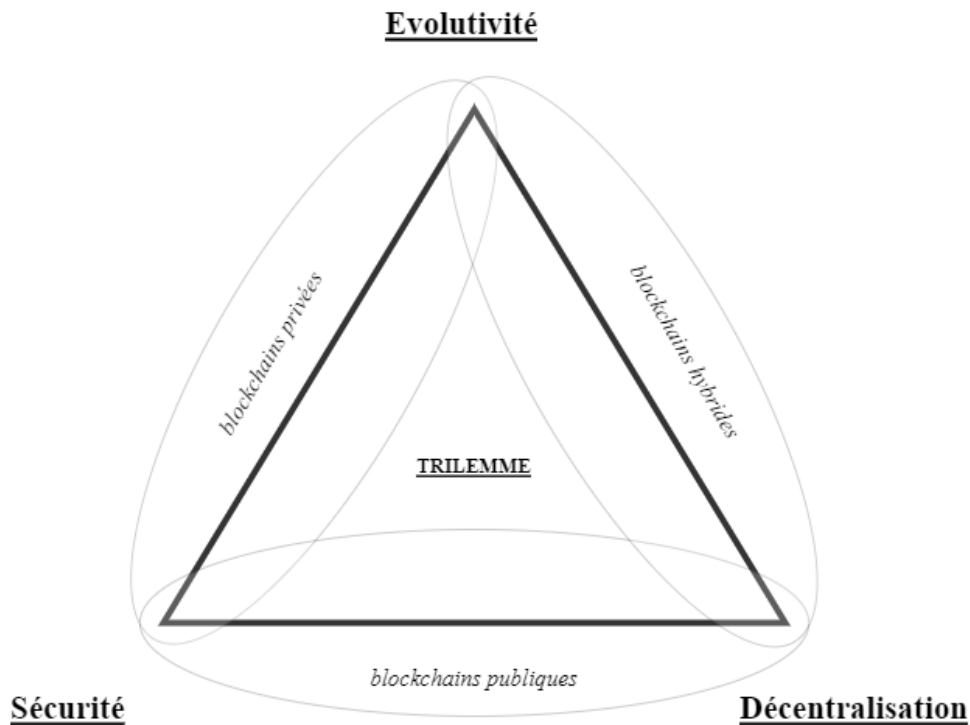 Evolutivité
blockchains privées
blockchains hybrides
TRILEMME
blockchains publiques
Sécurité
Décentralisation